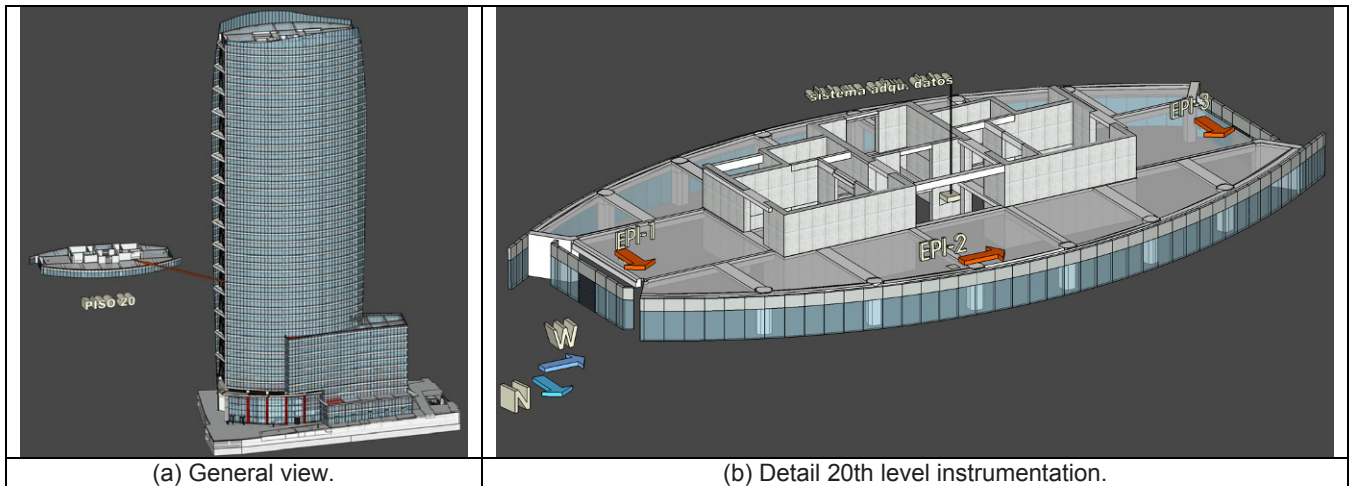 PISO 20
sistema adqu. datos
EPI-3
EPI-1
EPI-2
W
N
(a) General view.
(b) Detail 20th level instrumentation.